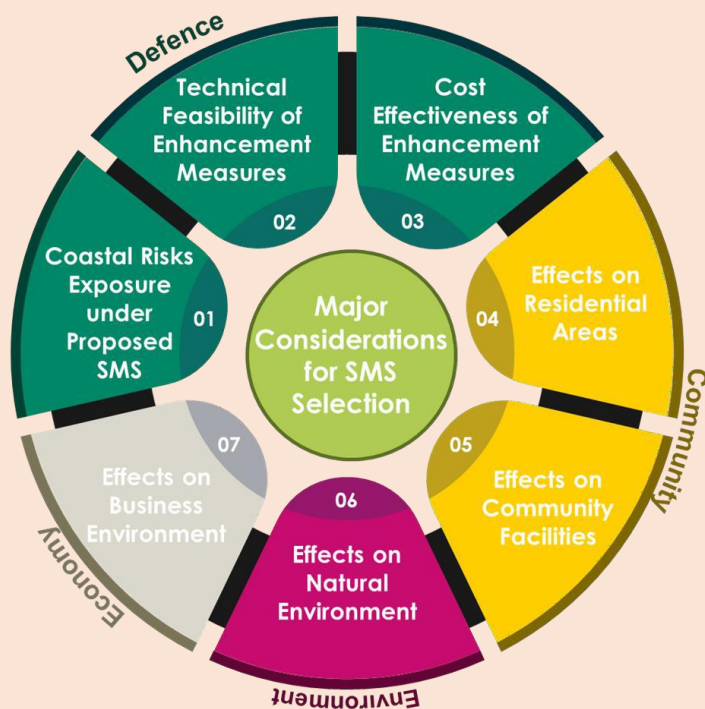 Defence
Technical
Feasibility of
Enhancement
Measures
02
Cost
Effectiveness of
Enhancement
Measures
03
Coastal Risks
Exposure
under
Proposed
SMS
01
Major
Considerations
for SMS
Selection
04
Effects on
Residential
Areas
Community
05
Effects on
Community
Facilities
06
Effects on
Natural
Environment
Environment
07
Effects on
Business
Environment
Economy